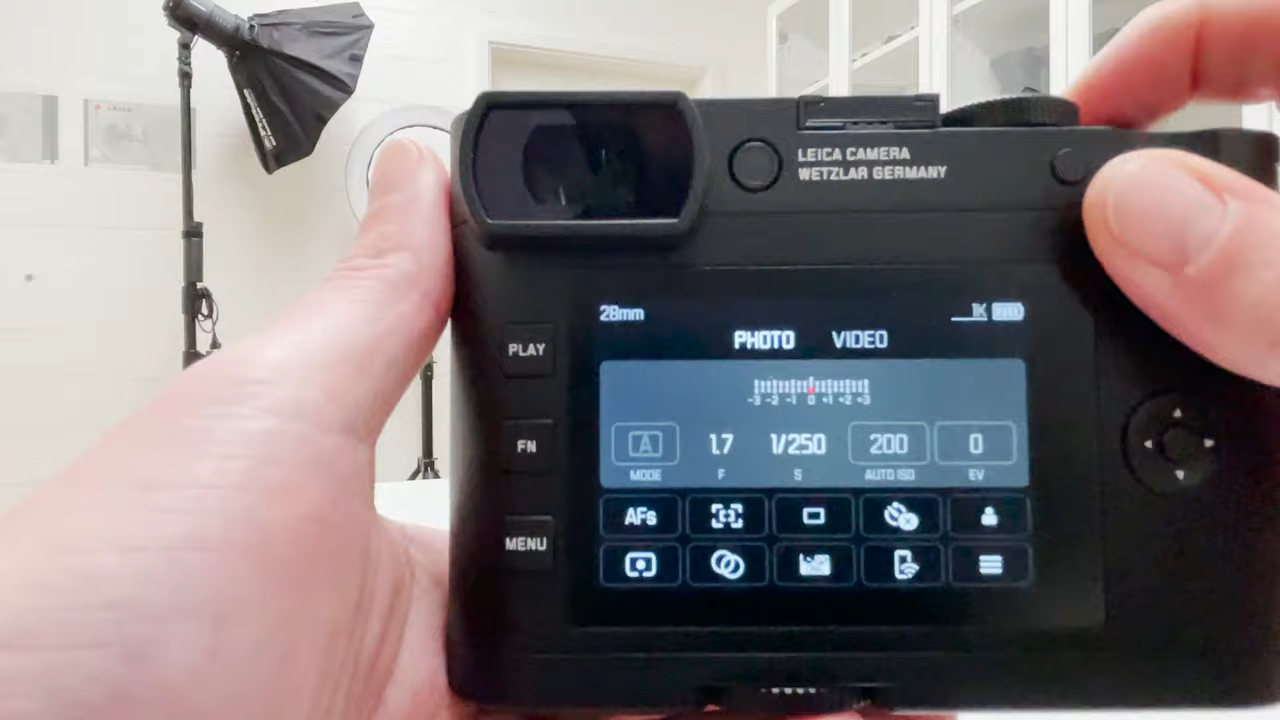 LEICA CAMERA
WETZLAR GERMANY
28mm
1K
PHOTO VIDEO
-3 -2 -1 0 +1 +2 +3
A 1.7 1/250 200 0
MODE F S AUTO ISO EV
PLAY
FN
MENU
AFs